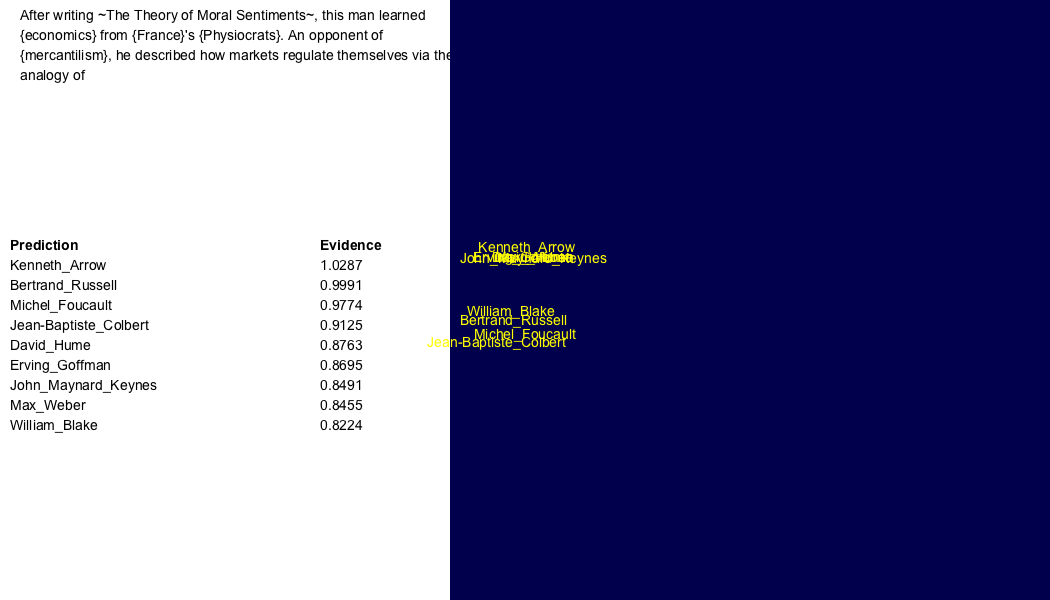 After writing ~The Theory of Moral Sentiments~, this man learned
{economics} from {France}'s {Physiocrats}. An opponent of
{mercantilism}, he described how markets regulate themselves via the
analogy of
Prediction Evidence
Kenneth_Arrow 1.0287
Bertrand_Russell 0.9991
Michel_Foucault 0.9774
Jean-Baptiste_Colbert 0.9125
David_Hume 0.8763
Erving_Goffman 0.8695
John_Maynard_Keynes 0.8491
Max_Weber 0.8455
William_Blake 0.8224
Kenneth_Arrow
John_Maynard_Keynes
William_Blake
Bertrand_Russell
Michel_Foucault
Jean-Baptiste_Colbert